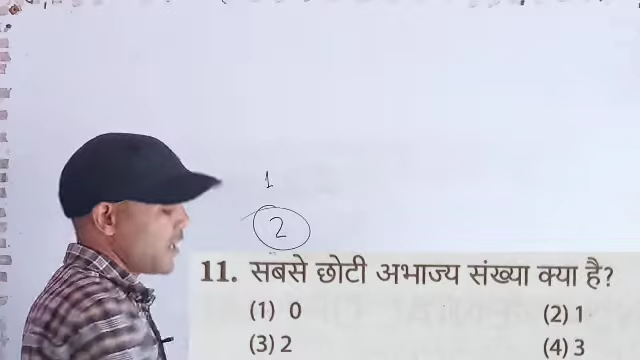 1
2
11. सबसे छोटी अभाज्य संख्या क्या है?
(1) 0 (2) 1
(3) 2 (4) 3